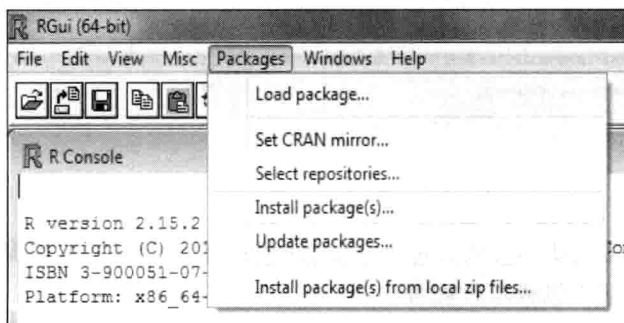 RGui (64-bit)
File Edit View Misc Packages Windows Help
Load package...
Set CRAN mirror...
Select repositories...
Install package(s)...
Update packages...
Install package(s) from local zip files...
R Console
R version 2.15.2
Copyright (C) 201
ISBN 3-900051-07-
Platform: x86_64-